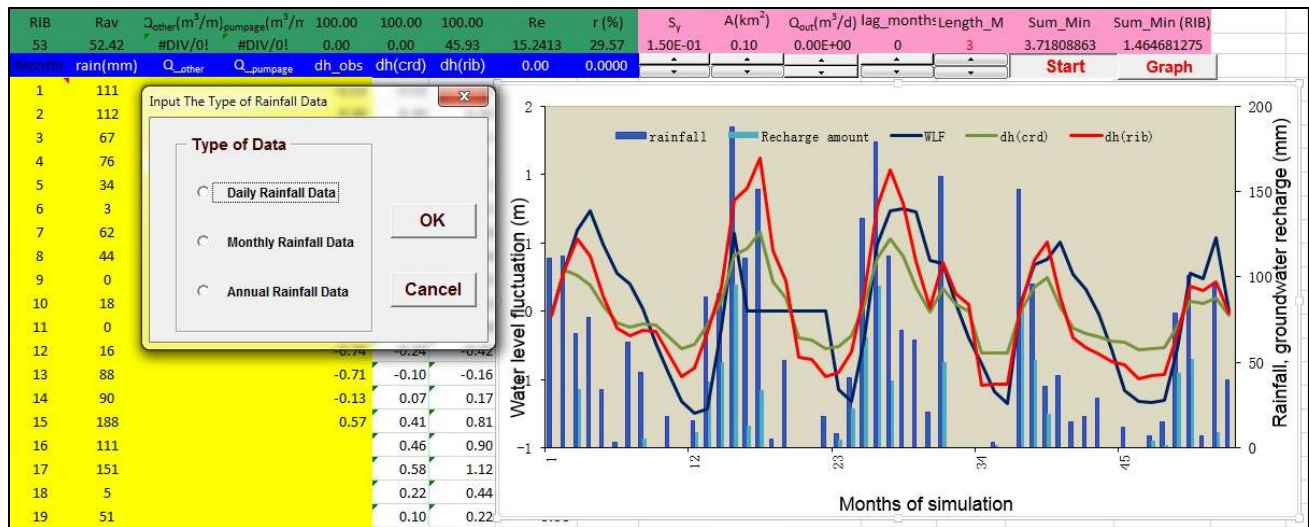 RIB Rav Q_other(m³/m) pumpage(m³/m 100.00 100.00 100.00 Re r (%) Sy A(km²) Qout(m³/d) lag_months Length_M Sum_Min Sum_Min (RIB)
53 52.42 #DIV/0! #DIV/0! 0.00 0.00 45.93 15.2413 29.57 1.50E-01 0.10 0.00E+00 0 3 3.71808863 1.464681275
Month rain(mm) Q_other Q_pumpage dh_obs dh(crd) dh(rib) 0.00 0.0000 Start Graph
1 111
2 112
3 67
4 76
5 34
6 3
7 62
8 44
9 0
10 18
11 0
12 16 -0.74 -0.24 -0.42
13 88 -0.71 -0.10 -0.16
14 90 -0.13 0.07 0.17
15 188 0.57 0.41 0.81
16 111 0.46 0.90
17 151 0.58 1.12
18 5 0.22 0.44
19 51 0.10 0.22
Input The Type of Rainfall Data
Type of Data
Daily Rainfall Data
Monthly Rainfall Data
Annual Rainfall Data
OK
Cancel
rainfall Recharge amount WLF dh(crd) dh(rib)
Water level fluctuation (m)
2
1
1
0
-1
-1
200
150
100
50
0
Rainfall, groundwater recharge (mm)
1 12 23 34 45
Months of simulation